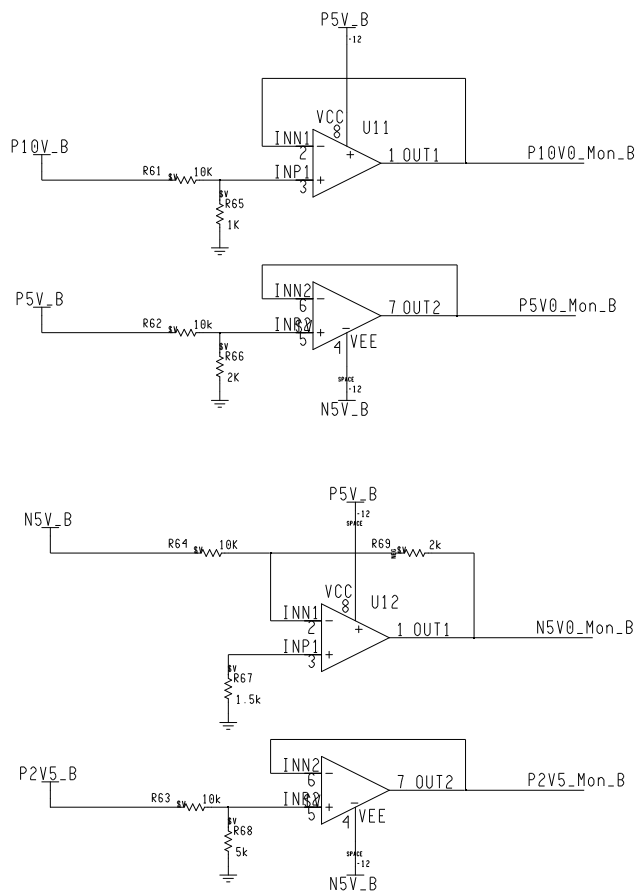 P5V_B
-12
VCC
8
U11
INN1
2
1 OUT1
P10V0_Mon_B
P10V_B
R61
$V
10K
INP1
3
$V
R65
1K
INN2
6
P5V_B
7 OUT2
P5V0_Mon_B
R62
$V
10k
5
4
VEE
$V
R66
2K
SPACE
-12
N5V_B
P5V_B
-12
SPACE
N5V_B
R64
$V
10K
R69
$V
2k
VCC
8
U12
INN1
2
1 OUT1
N5V0_Mon_B
INP1
3
$V
R67
1.5k
INN2
6
P2V5_B
7 OUT2
P2V5_Mon_B
R63
$V
10k
5
4
VEE
$V
R68
5k
SPACE
-12
N5V_B